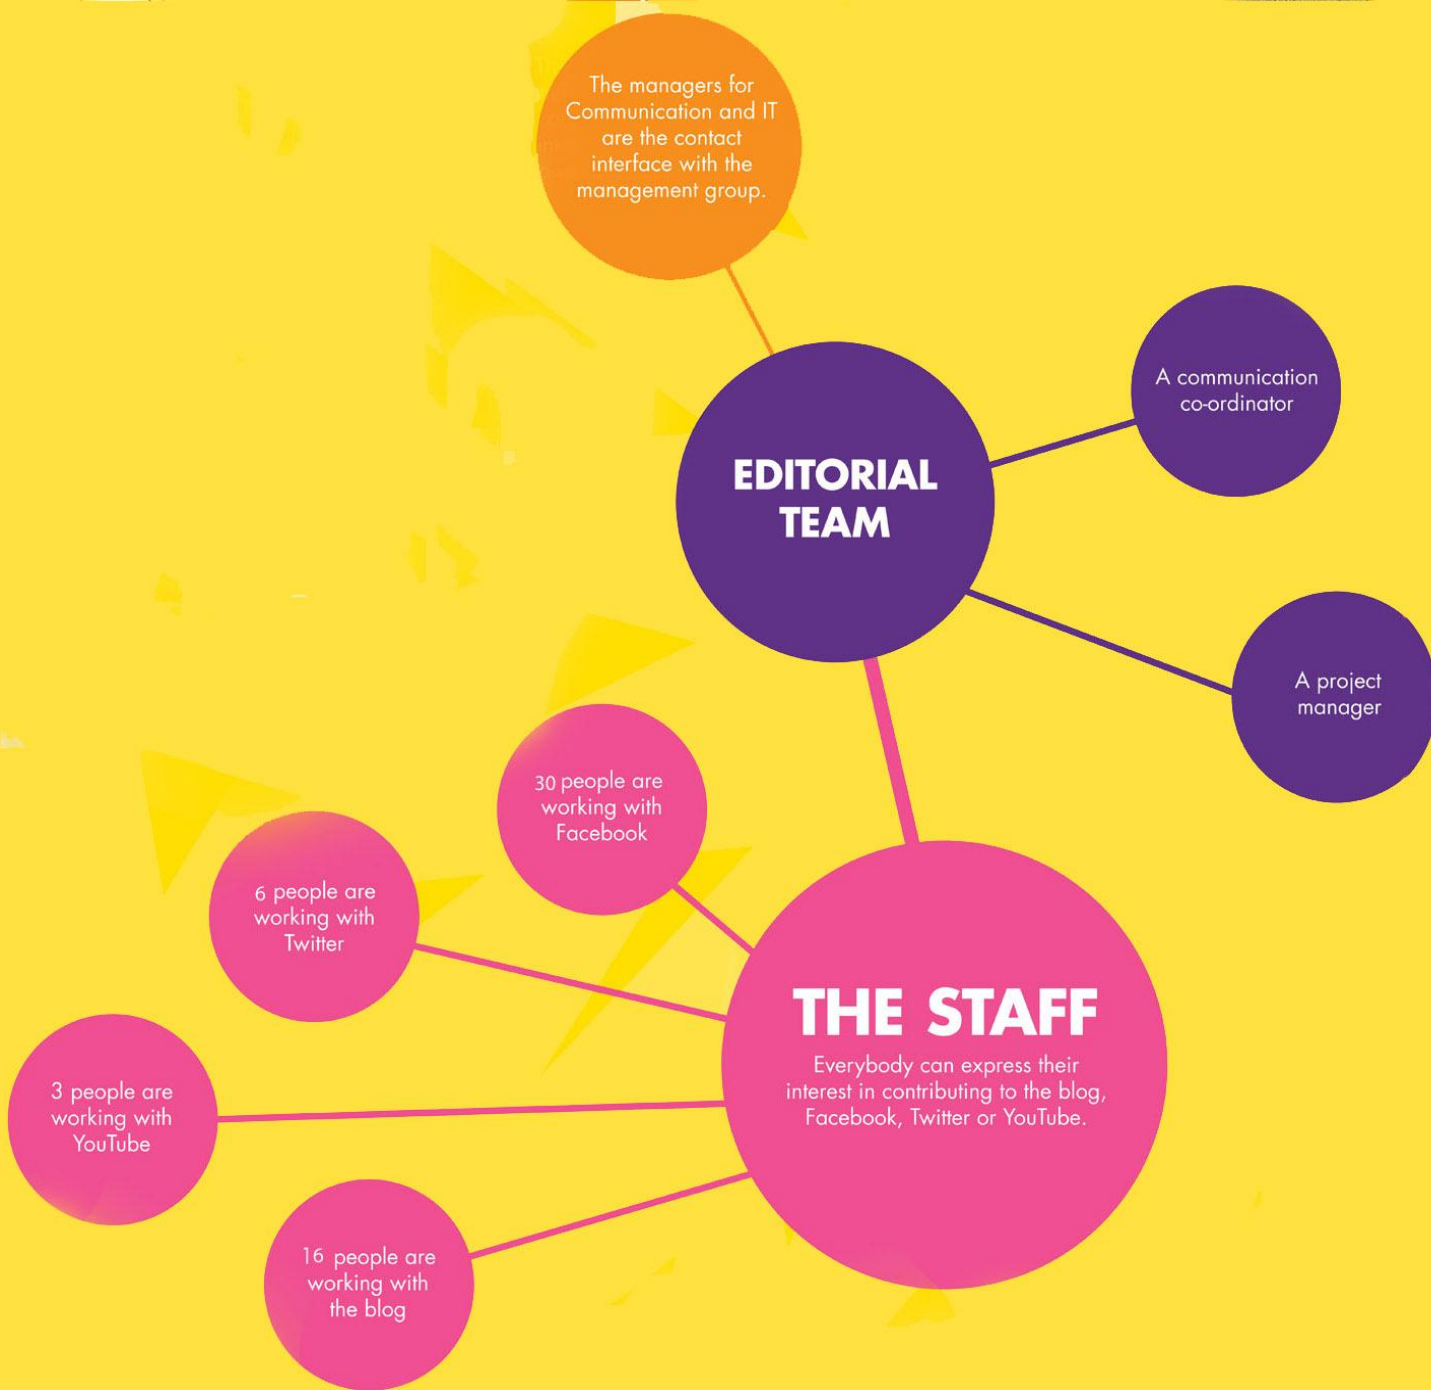 The managers for
Communication and IT
are the contact
interface with the
management group.
A communication
co-ordinator
EDITORIAL
TEAM
A project
manager
30 people are
working with
Facebook
6 people are
working with
Twitter
THE STAFF
Everybody can express their
interest in contributing to the blog,
Facebook, Twitter or YouTube.
3 people are
working with
YouTube
16 people are
working with
the blog